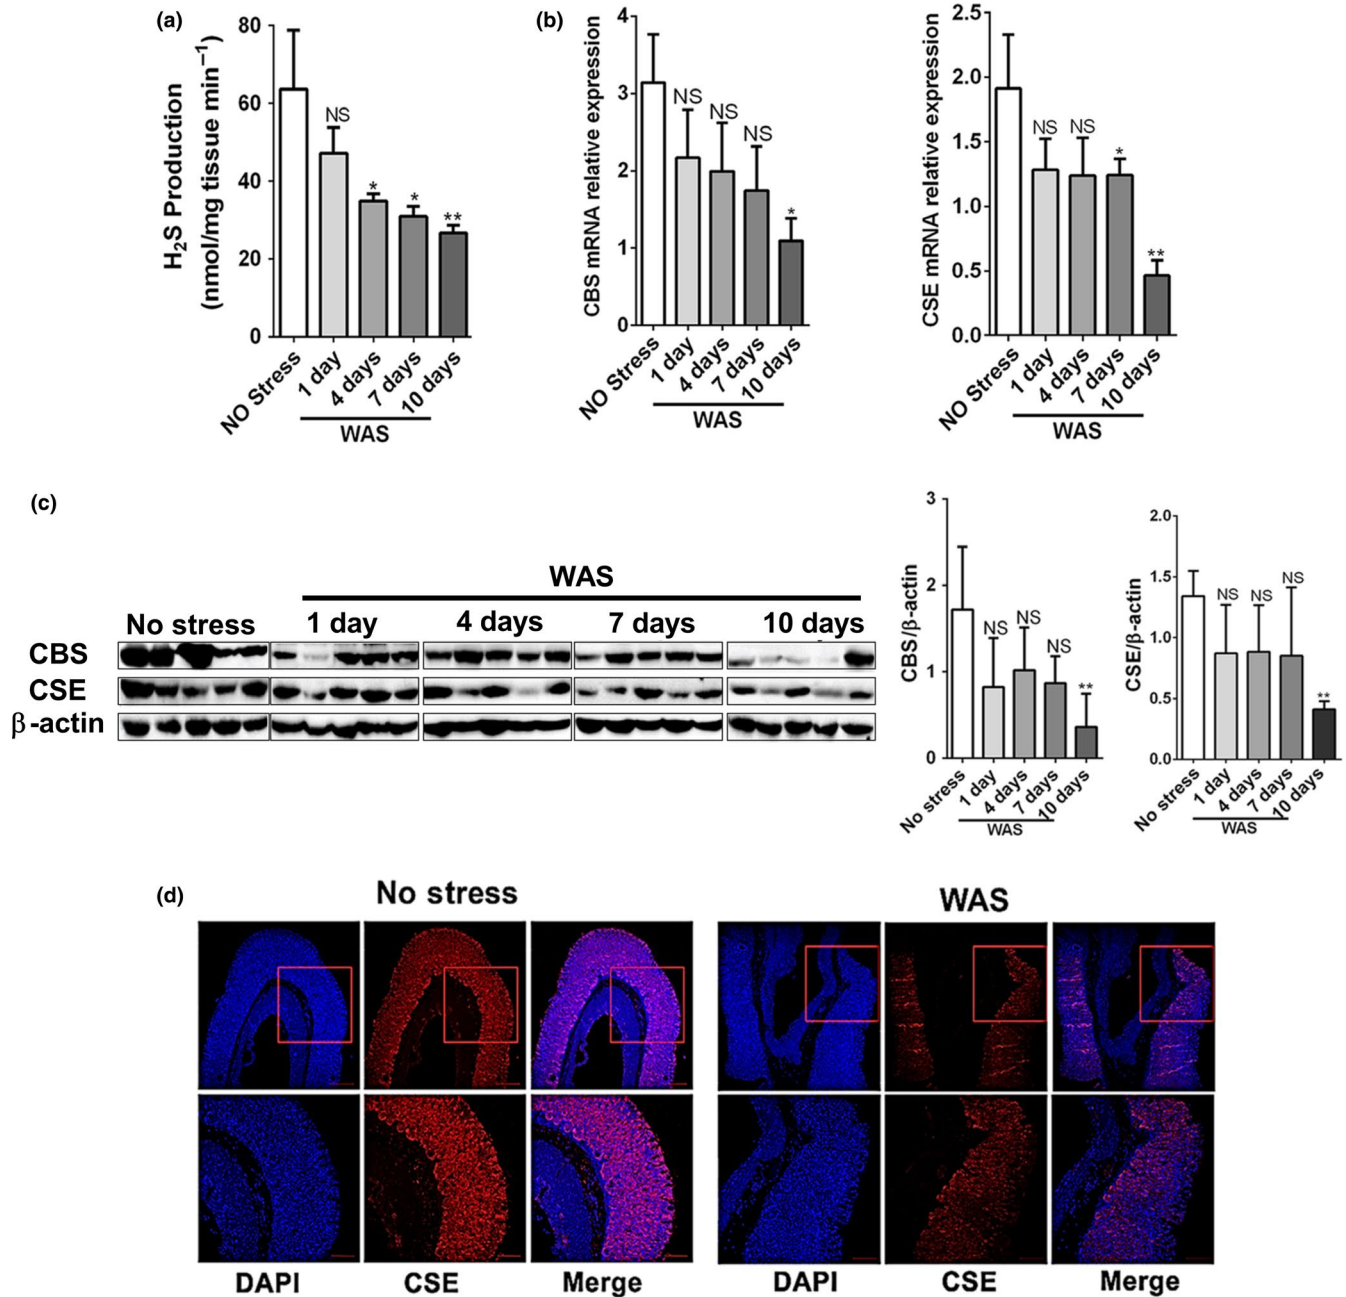 (a)
H₂S Production
(nmol/mg tissue min⁻¹)
80
60
40
20
0
NS
*
*
**
NO Stress
1 day
4 days
7 days
10 days
WAS
(b)
CBS mRNA relative expression
4
3
2
1
0
NS
NS
NS
*
NO Stress
1 day
4 days
7 days
10 days
WAS
CSE mRNA relative expression
2.5
2.0
1.5
1.0
0.5
0.0
NS
NS
*
**
NO Stress
1 day
4 days
7 days
10 days
WAS
(c)
WAS
No stress
1 day
4 days
7 days
10 days
CBS
CSE
β-actin
CBS/β-actin
3
2
1
0
NS
NS
NS
**
No stress
1 day
4 days
7 days
10 days
WAS
CSE/β-actin
2.0
1.5
1.0
0.5
0.0
NS
NS
NS
**
No stress
1 day
4 days
7 days
10 days
WAS
(d)
No stress
WAS
DAPI
CSE
Merge
DAPI
CSE
Merge